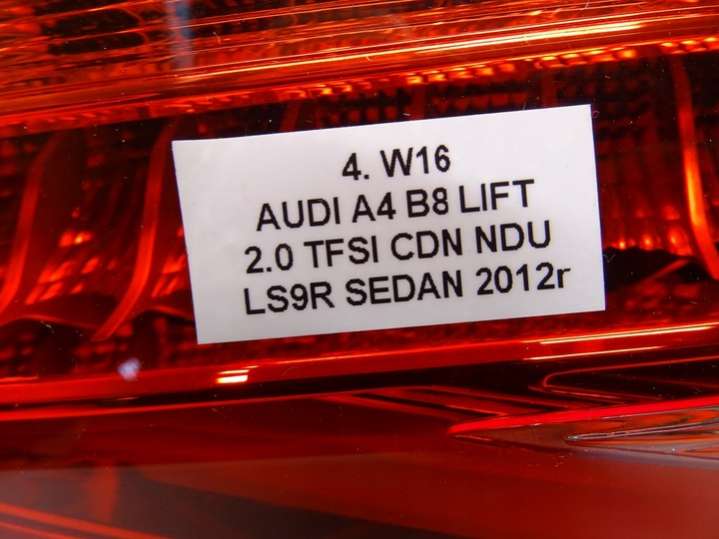 4. W16
AUDI A4 B8 LIFT
2.0 TFSI CDN NDU
LS9R SEDAN 2012r